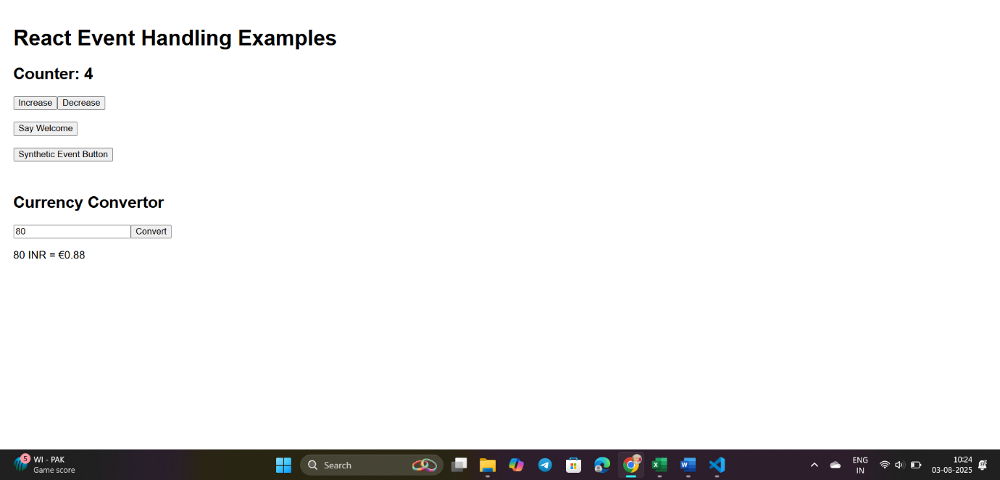 React Event Handling Examples
Counter: 4
Increase Decrease
Say Welcome
Synthetic Event Button
Currency Convertor
80 Convert
80 INR = €0.88
5 WI - PAK
Game score
Search
ENG
IN
10:24
03-08-2025